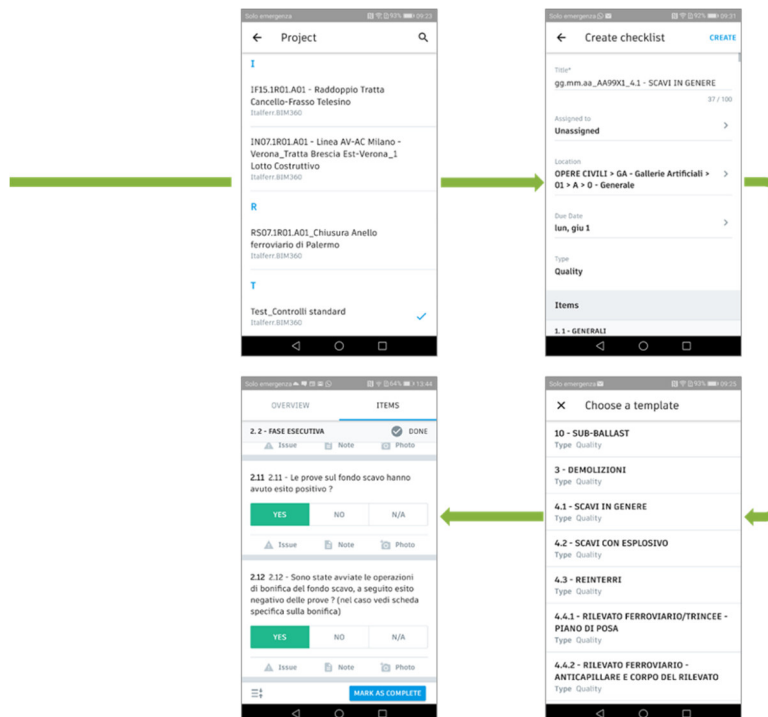 Solo emergenza 93% 09:23
Project
I
IF15.1R01.A01 - Raddoppio Tratta
Cancello-Frasso Telesino
Italferr.BIM360
IN07.1R01.A01 - Linea AV-AC Milano -
Verona_Tratta Brescia Est-Verona_1
Lotto Costruttivo
Italferr.BIM360
R
RS07.1R01.A01_Chiusura Anello
ferroviario di Palermo
Italferr.BIM360
T
Test_Controlli standard
Italferr.BIM360
Solo emergenza 92% 09:31
Create checklist
CREATE
Title*
gg.mm.aa_AA99X1_4.1 - SCAVI IN GENERE
37 / 100
Assigned to
Unassigned
Location
OPERE CIVILI > GA - Gallerie Artificiali >
01 > A > 0 - Generale
Due Date
lun, giu 1
Type
Quality
Items
1. 1 - GENERALI
Solo emergenza 64% 13:44
OVERVIEW
ITEMS
2. 2 - FASE ESECUTIVA
DONE
Issue Note Photo
2.11 2.11 - Le prove sul fondo scavo hanno
avuto esito positivo ?
YES NO N/A
Issue Note Photo
2.12 2.12 - Sono state avviate le operazioni
di bonifica del fondo scavo, a seguito esito
negativo delle prove ? (nel caso vedi scheda
specifica sulla bonifica)
YES NO N/A
Issue Note Photo
MARK AS COMPLETE
Solo emergenza 93% 09:25
Choose a template
10 - SUB-BALLAST
Type Quality
3 - DEMOLIZIONI
Type Quality
4.1 - SCAVI IN GENERE
Type Quality
4.2 - SCAVI CON ESPLOSIVO
Type Quality
4.3 - REINTERRI
Type Quality
4.4.1 - RILEVATO FERROVIARIO/TRINCEE -
PIANO DI POSA
Type Quality
4.4.2 - RILEVATO FERROVIARIO -
ANTICAPILLARE E CORPO DEL RILEVATO
Type Quality